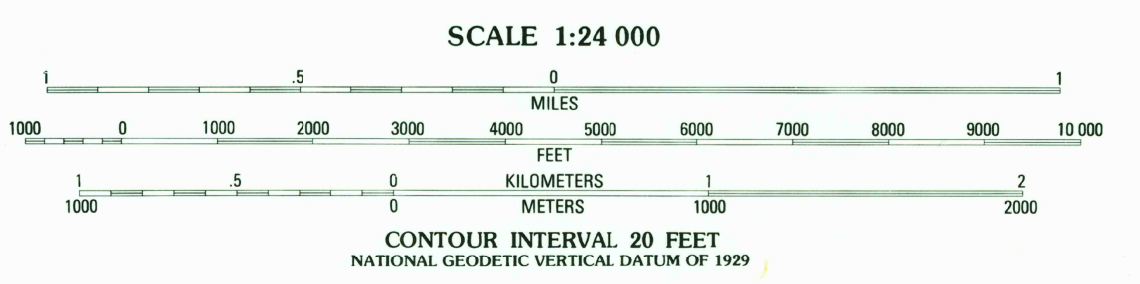 SCALE 1:24 000
1 .5 0 1
MILES
1000 0 1000 2000 3000 4000 5000 6000 7000 8000 9000 10 000
FEET
1 .5 0 KILOMETERS 1 2
1000 0 METERS 1000 2000
CONTOUR INTERVAL 20 FEET
NATIONAL GEODETIC VERTICAL DATUM OF 1929